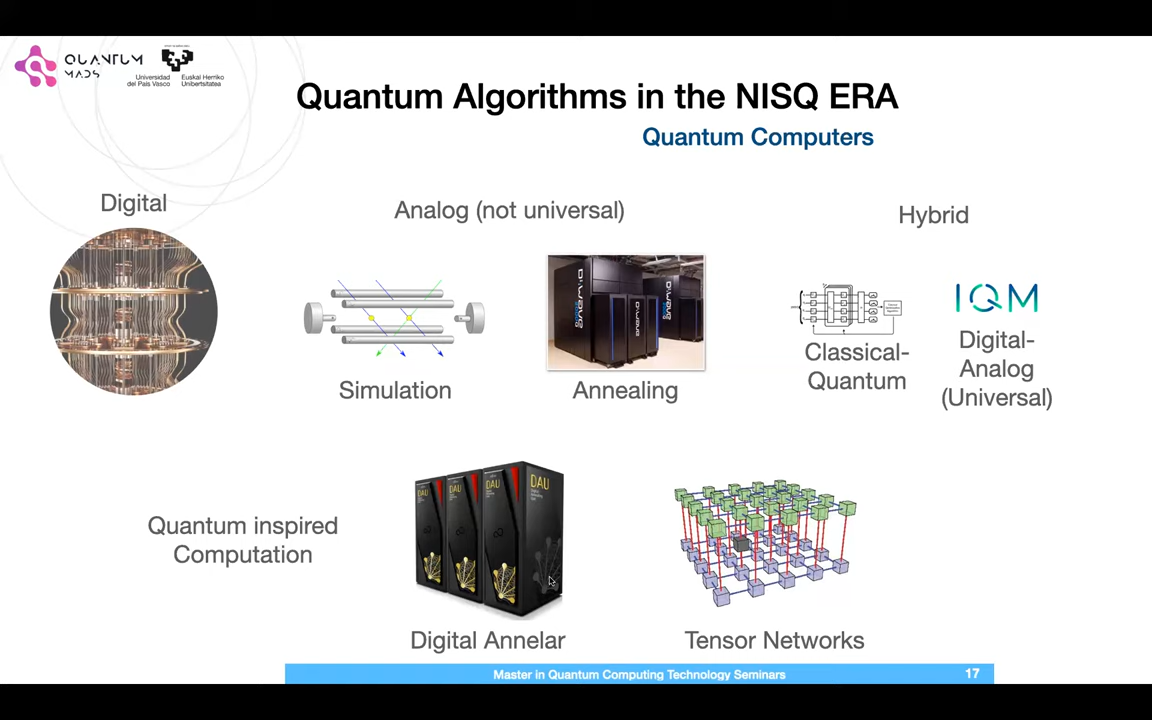 QUANTUM
MADS
Universidad
del País Vasco
Euskal Herriko
Unibertsitatea
Quantum Algorithms in the NISQ ERA
Quantum Computers
Digital
Analog (not universal)
Hybrid
Simulation
Annealing
Classical-
Quantum
IQM
Digital-
Analog
(Universal)
Quantum inspired
Computation
DAU
DAU
DAU
DAU
Digital Annelar
Tensor Networks
Master in Quantum Computing Technology Seminars
17